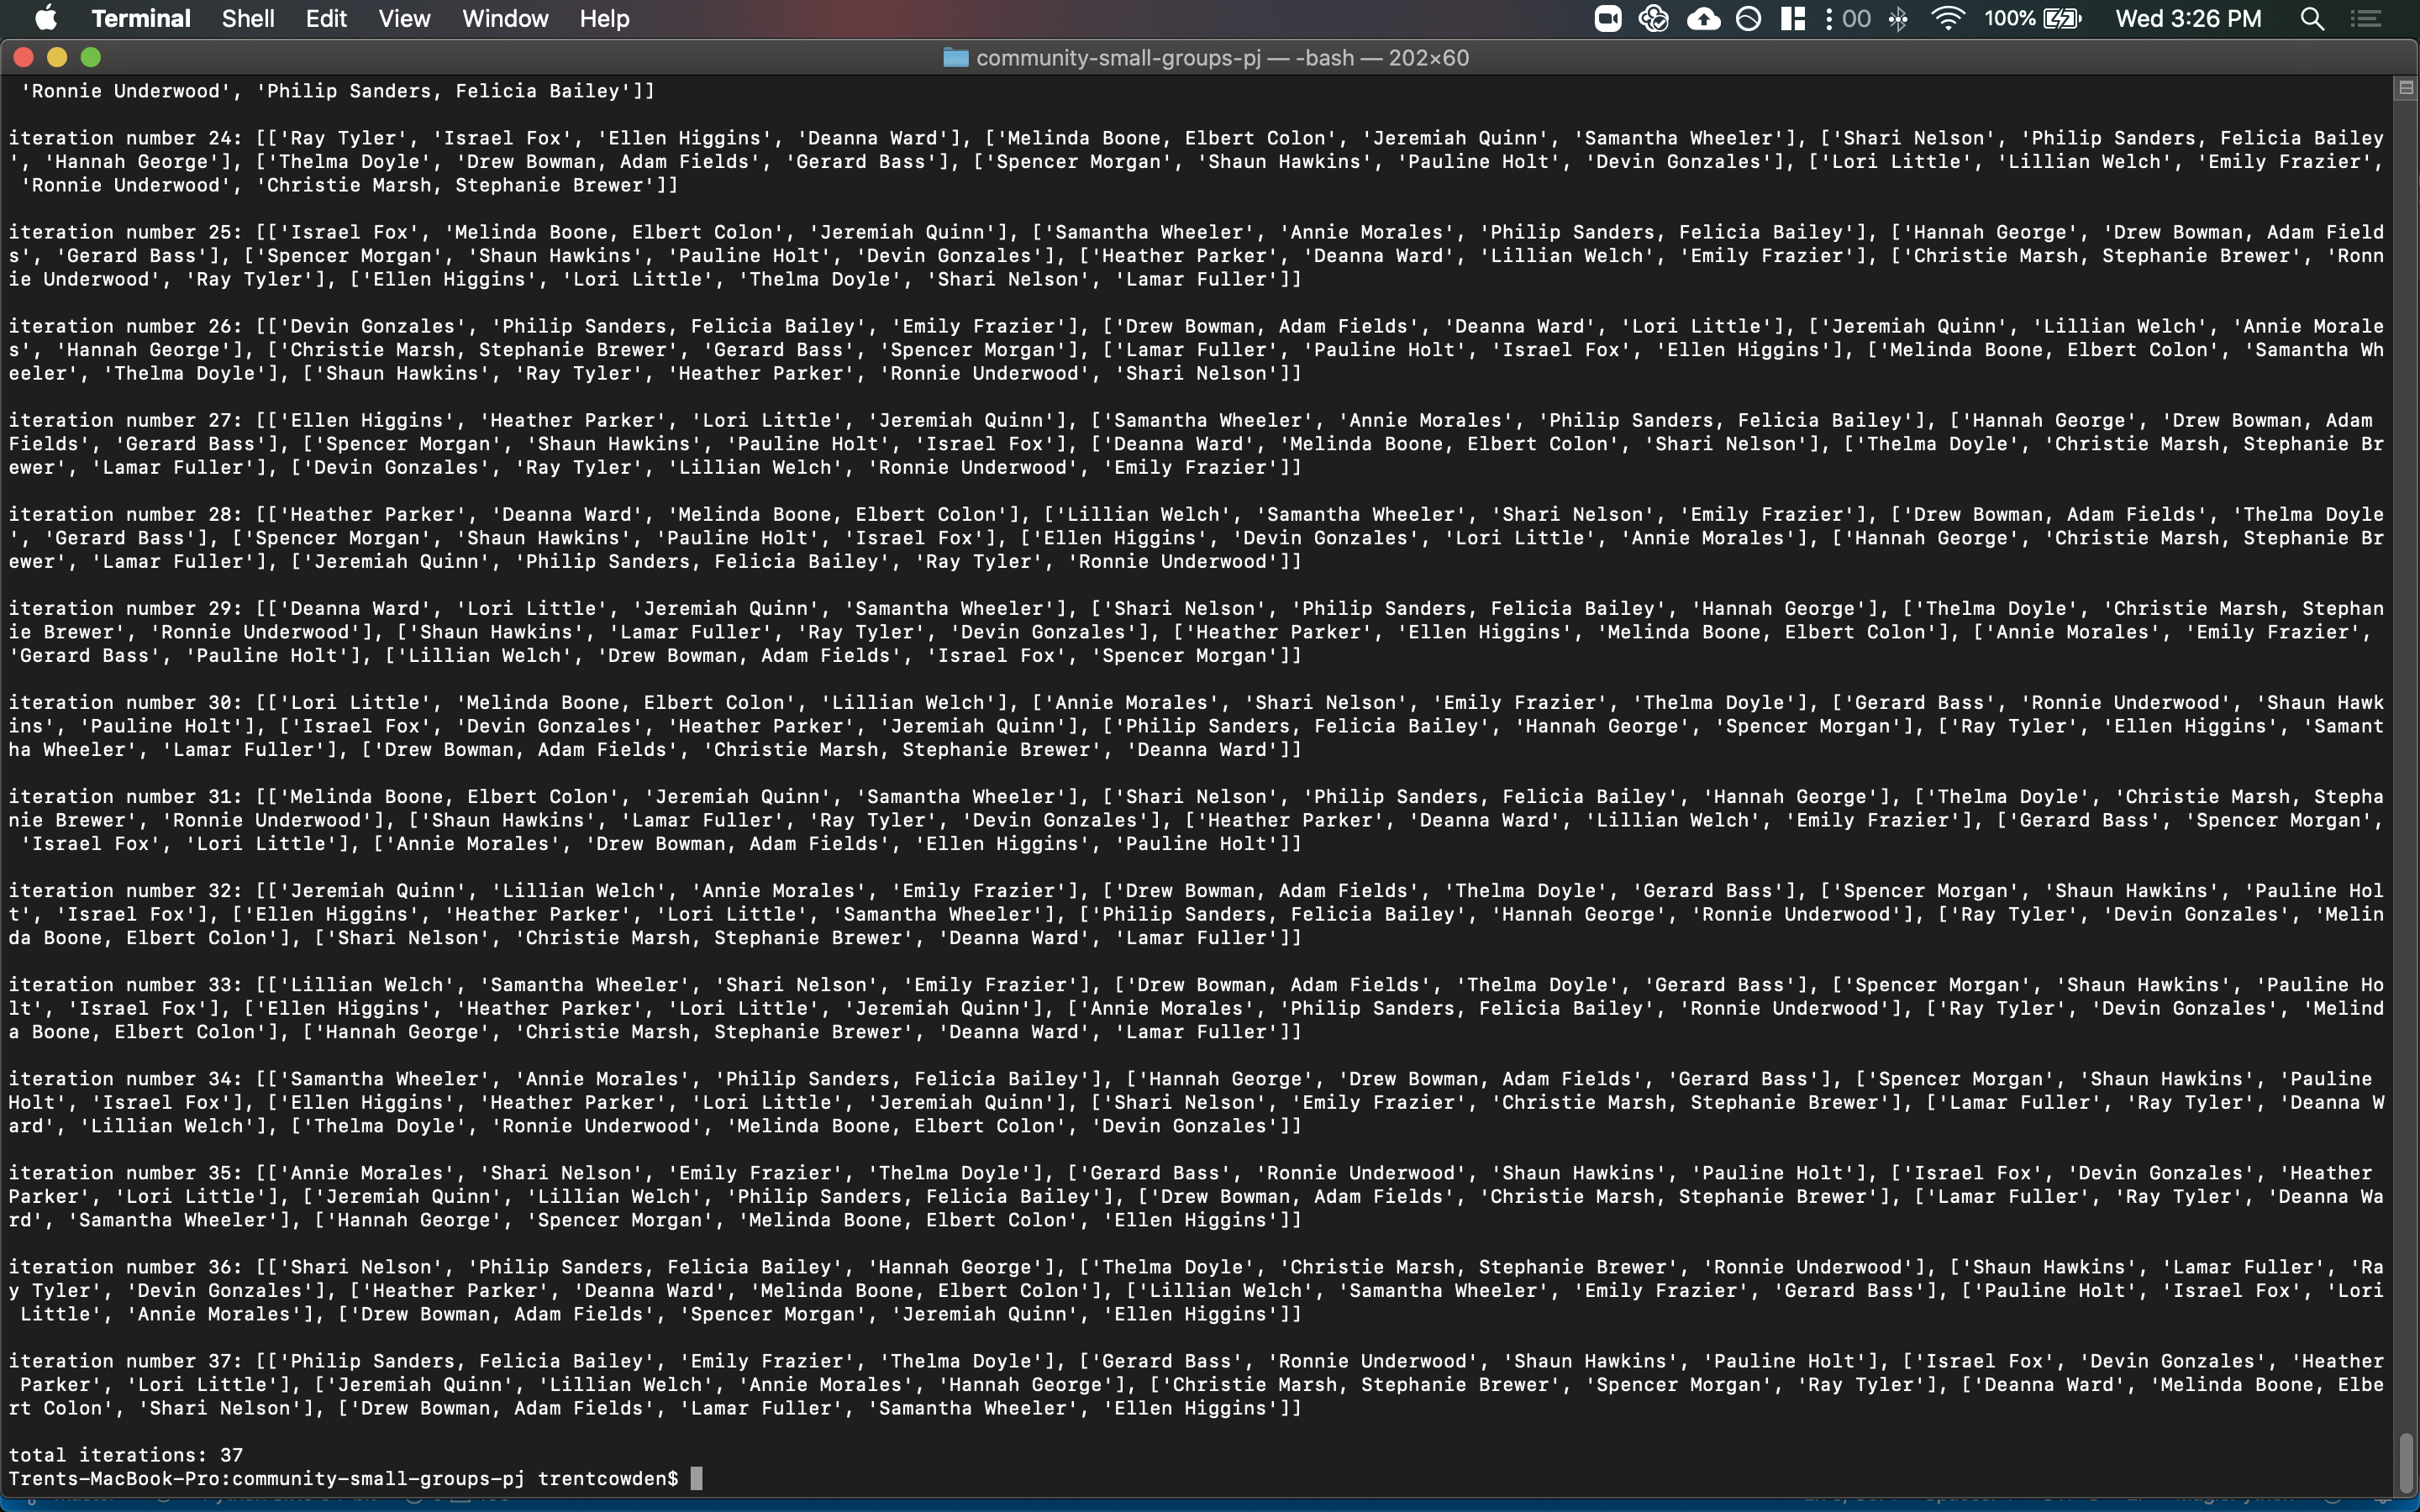 Terminal Shell Edit View Window Help 00 100% Wed 3:26 PM
community-small-groups-pj — -bash — 202×60
 'Ronnie Underwood', 'Philip Sanders, Felicia Bailey']]
iteration number 24: [['Ray Tyler', 'Israel Fox', 'Ellen Higgins', 'Deanna Ward'], ['Melinda Boone, Elbert Colon', 'Jeremiah Quinn', 'Samantha Wheeler'], ['Shari Nelson', 'Philip Sanders, Felicia Bailey
', 'Hannah George'], ['Thelma Doyle', 'Drew Bowman, Adam Fields', 'Gerard Bass'], ['Spencer Morgan', 'Shaun Hawkins', 'Pauline Holt', 'Devin Gonzales'], ['Lori Little', 'Lillian Welch', 'Emily Frazier',
 'Ronnie Underwood', 'Christie Marsh, Stephanie Brewer']]
iteration number 25: [['Israel Fox', 'Melinda Boone, Elbert Colon', 'Jeremiah Quinn'], ['Samantha Wheeler', 'Annie Morales', 'Philip Sanders, Felicia Bailey'], ['Hannah George', 'Drew Bowman, Adam Field
s', 'Gerard Bass'], ['Spencer Morgan', 'Shaun Hawkins', 'Pauline Holt', 'Devin Gonzales'], ['Heather Parker', 'Deanna Ward', 'Lillian Welch', 'Emily Frazier'], ['Christie Marsh, Stephanie Brewer', 'Ronn
ie Underwood', 'Ray Tyler'], ['Ellen Higgins', 'Lori Little', 'Thelma Doyle', 'Shari Nelson', 'Lamar Fuller']]
iteration number 26: [['Devin Gonzales', 'Philip Sanders, Felicia Bailey', 'Emily Frazier'], ['Drew Bowman, Adam Fields', 'Deanna Ward', 'Lori Little'], ['Jeremiah Quinn', 'Lillian Welch', 'Annie Morale
s', 'Hannah George'], ['Christie Marsh, Stephanie Brewer', 'Gerard Bass', 'Spencer Morgan'], ['Lamar Fuller', 'Pauline Holt', 'Israel Fox', 'Ellen Higgins'], ['Melinda Boone, Elbert Colon', 'Samantha Wh
eeler', 'Thelma Doyle'], ['Shaun Hawkins', 'Ray Tyler', 'Heather Parker', 'Ronnie Underwood', 'Shari Nelson']]
iteration number 27: [['Ellen Higgins', 'Heather Parker', 'Lori Little', 'Jeremiah Quinn'], ['Samantha Wheeler', 'Annie Morales', 'Philip Sanders, Felicia Bailey'], ['Hannah George', 'Drew Bowman, Adam
Fields', 'Gerard Bass'], ['Spencer Morgan', 'Shaun Hawkins', 'Pauline Holt', 'Israel Fox'], ['Deanna Ward', 'Melinda Boone, Elbert Colon', 'Shari Nelson'], ['Thelma Doyle', 'Christie Marsh, Stephanie Br
ewer', 'Lamar Fuller'], ['Devin Gonzales', 'Ray Tyler', 'Lillian Welch', 'Ronnie Underwood', 'Emily Frazier']]
iteration number 28: [['Heather Parker', 'Deanna Ward', 'Melinda Boone, Elbert Colon'], ['Lillian Welch', 'Samantha Wheeler', 'Shari Nelson', 'Emily Frazier'], ['Drew Bowman, Adam Fields', 'Thelma Doyle
', 'Gerard Bass'], ['Spencer Morgan', 'Shaun Hawkins', 'Pauline Holt', 'Israel Fox'], ['Ellen Higgins', 'Devin Gonzales', 'Lori Little', 'Annie Morales'], ['Hannah George', 'Christie Marsh, Stephanie Br
ewer', 'Lamar Fuller'], ['Jeremiah Quinn', 'Philip Sanders, Felicia Bailey', 'Ray Tyler', 'Ronnie Underwood']]
iteration number 29: [['Deanna Ward', 'Lori Little', 'Jeremiah Quinn', 'Samantha Wheeler'], ['Shari Nelson', 'Philip Sanders, Felicia Bailey', 'Hannah George'], ['Thelma Doyle', 'Christie Marsh, Stephan
ie Brewer', 'Ronnie Underwood'], ['Shaun Hawkins', 'Lamar Fuller', 'Ray Tyler', 'Devin Gonzales'], ['Heather Parker', 'Ellen Higgins', 'Melinda Boone, Elbert Colon'], ['Annie Morales', 'Emily Frazier',
'Gerard Bass', 'Pauline Holt'], ['Lillian Welch', 'Drew Bowman, Adam Fields', 'Israel Fox', 'Spencer Morgan']]
iteration number 30: [['Lori Little', 'Melinda Boone, Elbert Colon', 'Lillian Welch'], ['Annie Morales', 'Shari Nelson', 'Emily Frazier', 'Thelma Doyle'], ['Gerard Bass', 'Ronnie Underwood', 'Shaun Hawk
ins', 'Pauline Holt'], ['Israel Fox', 'Devin Gonzales', 'Heather Parker', 'Jeremiah Quinn'], ['Philip Sanders, Felicia Bailey', 'Hannah George', 'Spencer Morgan'], ['Ray Tyler', 'Ellen Higgins', 'Samant
ha Wheeler', 'Lamar Fuller'], ['Drew Bowman, Adam Fields', 'Christie Marsh, Stephanie Brewer', 'Deanna Ward']]
iteration number 31: [['Melinda Boone, Elbert Colon', 'Jeremiah Quinn', 'Samantha Wheeler'], ['Shari Nelson', 'Philip Sanders, Felicia Bailey', 'Hannah George'], ['Thelma Doyle', 'Christie Marsh, Stepha
nie Brewer', 'Ronnie Underwood'], ['Shaun Hawkins', 'Lamar Fuller', 'Ray Tyler', 'Devin Gonzales'], ['Heather Parker', 'Deanna Ward', 'Lillian Welch', 'Emily Frazier'], ['Gerard Bass', 'Spencer Morgan',
 'Israel Fox', 'Lori Little'], ['Annie Morales', 'Drew Bowman, Adam Fields', 'Ellen Higgins', 'Pauline Holt']]
iteration number 32: [['Jeremiah Quinn', 'Lillian Welch', 'Annie Morales', 'Emily Frazier'], ['Drew Bowman, Adam Fields', 'Thelma Doyle', 'Gerard Bass'], ['Spencer Morgan', 'Shaun Hawkins', 'Pauline Hol
t', 'Israel Fox'], ['Ellen Higgins', 'Heather Parker', 'Lori Little', 'Samantha Wheeler'], ['Philip Sanders, Felicia Bailey', 'Hannah George', 'Ronnie Underwood'], ['Ray Tyler', 'Devin Gonzales', 'Melin
da Boone, Elbert Colon'], ['Shari Nelson', 'Christie Marsh, Stephanie Brewer', 'Deanna Ward', 'Lamar Fuller']]
iteration number 33: [['Lillian Welch', 'Samantha Wheeler', 'Shari Nelson', 'Emily Frazier'], ['Drew Bowman, Adam Fields', 'Thelma Doyle', 'Gerard Bass'], ['Spencer Morgan', 'Shaun Hawkins', 'Pauline Ho
lt', 'Israel Fox'], ['Ellen Higgins', 'Heather Parker', 'Lori Little', 'Jeremiah Quinn'], ['Annie Morales', 'Philip Sanders, Felicia Bailey', 'Ronnie Underwood'], ['Ray Tyler', 'Devin Gonzales', 'Melind
a Boone, Elbert Colon'], ['Hannah George', 'Christie Marsh, Stephanie Brewer', 'Deanna Ward', 'Lamar Fuller']]
iteration number 34: [['Samantha Wheeler', 'Annie Morales', 'Philip Sanders, Felicia Bailey'], ['Hannah George', 'Drew Bowman, Adam Fields', 'Gerard Bass'], ['Spencer Morgan', 'Shaun Hawkins', 'Pauline
Holt', 'Israel Fox'], ['Ellen Higgins', 'Heather Parker', 'Lori Little', 'Jeremiah Quinn'], ['Shari Nelson', 'Emily Frazier', 'Christie Marsh, Stephanie Brewer'], ['Lamar Fuller', 'Ray Tyler', 'Deanna W
ard', 'Lillian Welch'], ['Thelma Doyle', 'Ronnie Underwood', 'Melinda Boone, Elbert Colon', 'Devin Gonzales']]
iteration number 35: [['Annie Morales', 'Shari Nelson', 'Emily Frazier', 'Thelma Doyle'], ['Gerard Bass', 'Ronnie Underwood', 'Shaun Hawkins', 'Pauline Holt'], ['Israel Fox', 'Devin Gonzales', 'Heather
Parker', 'Lori Little'], ['Jeremiah Quinn', 'Lillian Welch', 'Philip Sanders, Felicia Bailey'], ['Drew Bowman, Adam Fields', 'Christie Marsh, Stephanie Brewer'], ['Lamar Fuller', 'Ray Tyler', 'Deanna Wa
rd', 'Samantha Wheeler'], ['Hannah George', 'Spencer Morgan', 'Melinda Boone, Elbert Colon', 'Ellen Higgins']]
iteration number 36: [['Shari Nelson', 'Philip Sanders, Felicia Bailey', 'Hannah George'], ['Thelma Doyle', 'Christie Marsh, Stephanie Brewer', 'Ronnie Underwood'], ['Shaun Hawkins', 'Lamar Fuller', 'Ra
y Tyler', 'Devin Gonzales'], ['Heather Parker', 'Deanna Ward', 'Melinda Boone, Elbert Colon'], ['Lillian Welch', 'Samantha Wheeler', 'Emily Frazier', 'Gerard Bass'], ['Pauline Holt', 'Israel Fox', 'Lori
 Little', 'Annie Morales'], ['Drew Bowman, Adam Fields', 'Spencer Morgan', 'Jeremiah Quinn', 'Ellen Higgins']]
iteration number 37: [['Philip Sanders, Felicia Bailey', 'Emily Frazier', 'Thelma Doyle'], ['Gerard Bass', 'Ronnie Underwood', 'Shaun Hawkins', 'Pauline Holt'], ['Israel Fox', 'Devin Gonzales', 'Heather
 Parker', 'Lori Little'], ['Jeremiah Quinn', 'Lillian Welch', 'Annie Morales', 'Hannah George'], ['Christie Marsh, Stephanie Brewer', 'Spencer Morgan', 'Ray Tyler'], ['Deanna Ward', 'Melinda Boone, Elbe
rt Colon', 'Shari Nelson'], ['Drew Bowman, Adam Fields', 'Lamar Fuller', 'Samantha Wheeler', 'Ellen Higgins']]
total iterations: 37
Trents-MacBook-Pro:community-small-groups-pj trentcowden$